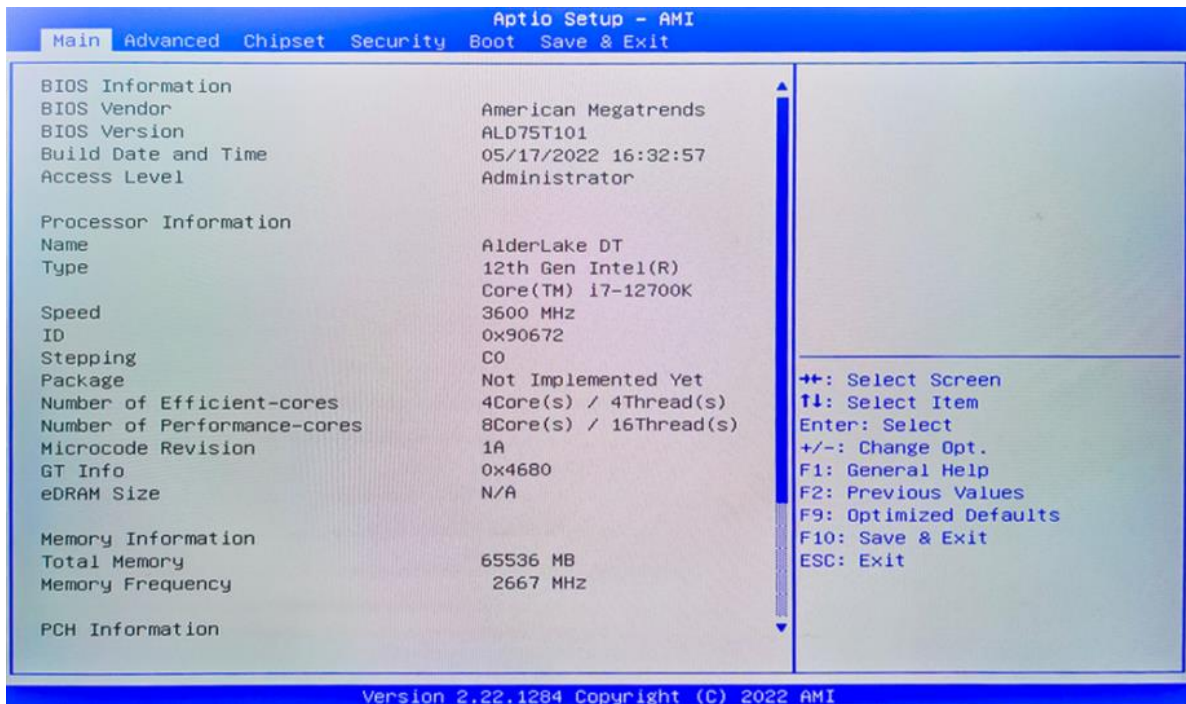 Aptio Setup - AMI
Main Advanced Chipset Security Boot Save & Exit
BIOS Information
BIOS Vendor American Megatrends
BIOS Version ALD75T101
Build Date and Time 05/17/2022 16:32:57
Access Level Administrator
Processor Information
Name AlderLake DT
Type 12th Gen Intel(R)
Core(TM) i7-12700K
Speed 3600 MHz
ID 0x90672
Stepping C0
Package Not Implemented Yet
Number of Efficient-cores 4Core(s) / 4Thread(s)
Number of Performance-cores 8Core(s) / 16Thread(s)
Microcode Revision 1A
GT Info 0x4680
eDRAM Size N/A
Memory Information
Total Memory 65536 MB
Memory Frequency 2667 MHz
PCH Information
→←: Select Screen
↑↓: Select Item
Enter: Select
+/-: Change Opt.
F1: General Help
F2: Previous Values
F9: Optimized Defaults
F10: Save & Exit
ESC: Exit
Version 2.22.1284 Copyright (C) 2022 AMI